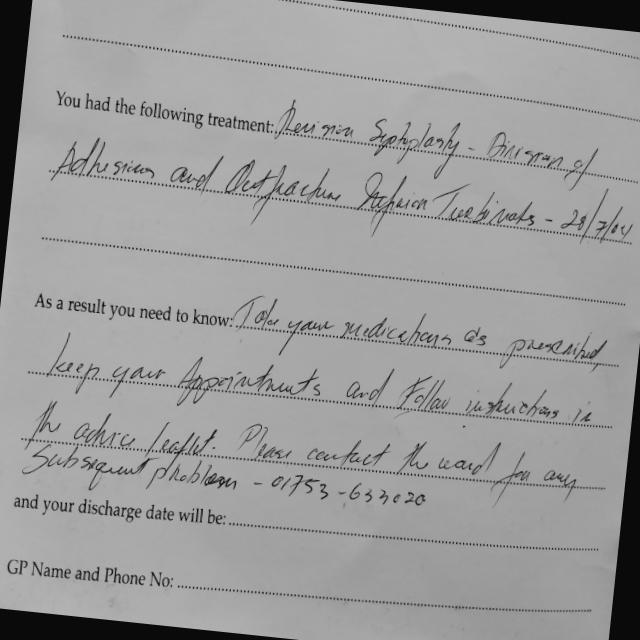 You had the following treatment: Revision Septoplasty - Division of
Adhesions and Outfracture Inferior Turbinates - 28/7/04
As a result you need to know: Take your medications as prescribed,
keep your Appointments and Follow instructions in
the advice leaflet. Please contact the ward for any
Subsequent problem - 01753-633020
and your discharge date will be:
GP Name and Phone No: